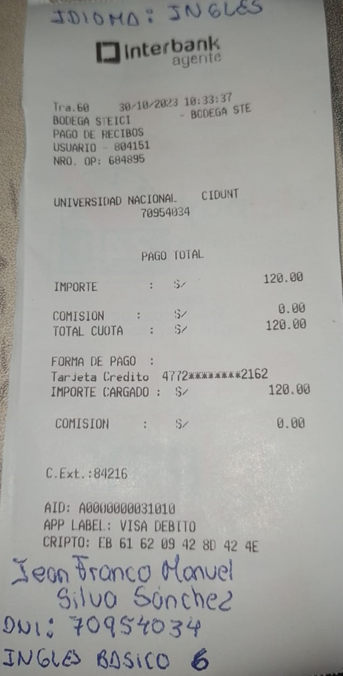 IDIOMA: INGLES
Interbank
agente
Tra.60 30/10/2023 10:33:37
BODEGA STEICI - BODEGA STE
PAGO DE RECIBOS
USUARIO - 804151
NRO. OP: 684895
UNIVERSIDAD NACIONAL CIDUNT
70954034
PAGO TOTAL
IMPORTE : S/ 120.00
COMISION : S/ 0.00
TOTAL CUOTA : S/ 120.00
FORMA DE PAGO :
Tarjeta Credito 4772********2162
IMPORTE CARGADO : S/ 120.00
COMISION : S/ 0.00
C.Ext.:84216
AID: A0000000031010
APP LABEL: VISA DEBITO
CRIPTO: EB 61 62 09 42 8D 42 4E
Jean Franco Manuel
Silva Sánchez
DNI: 70954034
INGLES BASICO 6